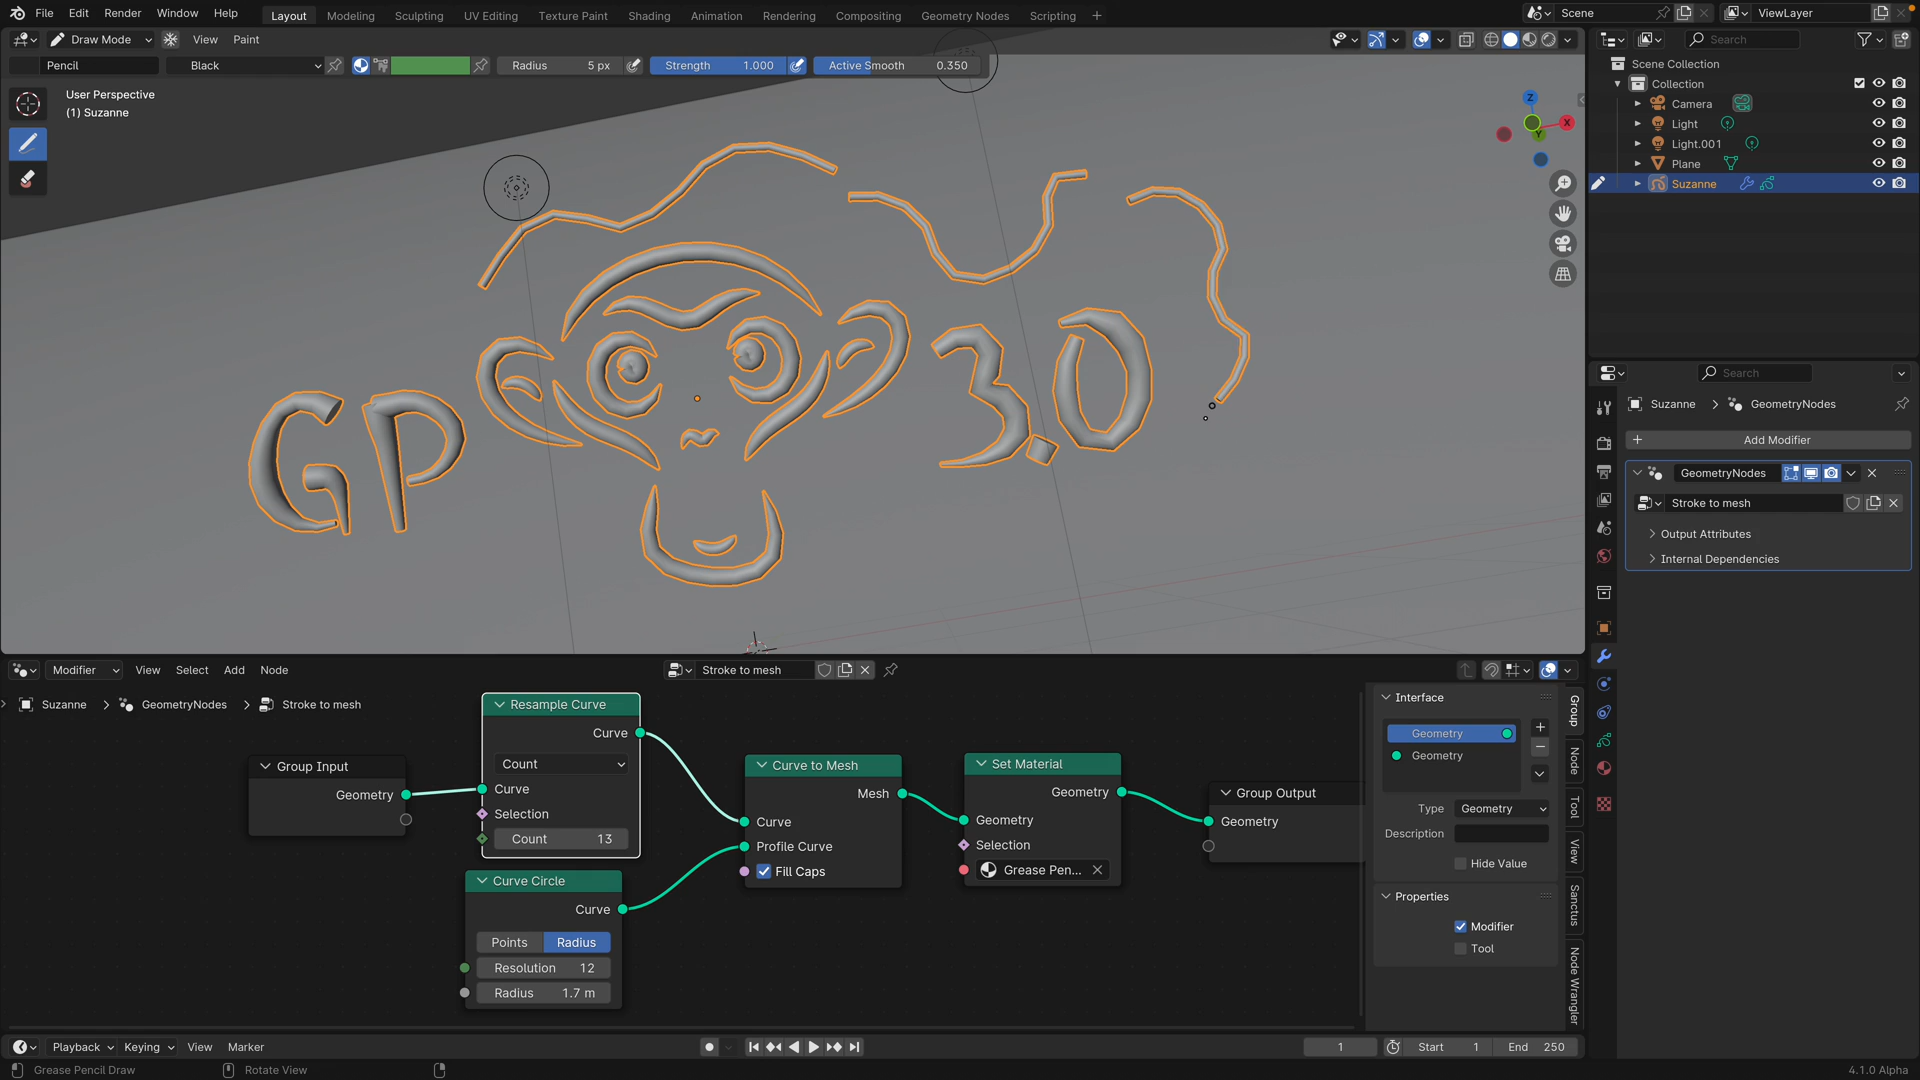 File Edit Render Window Help Layout Modeling Sculpting UV Editing Texture Paint Shading Animation Rendering Compositing Geometry Nodes Scripting + Scene ViewLayer
Draw Mode View Paint Search
Pencil Black Radius 5 px Strength 1.000 Active Smooth 0.350
User Perspective
(1) Suzanne
Z
X
Y
GP
3.0
Scene Collection
Collection
Camera
Light
Light.001
Plane
Suzanne
Search
Suzanne > GeometryNodes
+ Add Modifier
GeometryNodes
Stroke to mesh
Output Attributes
Internal Dependencies
Modifier View Select Add Node Stroke to mesh
Suzanne > GeometryNodes > Stroke to mesh
Group Input
Geometry
Resample Curve
Curve
Count
Curve
Selection
Count 13
Curve Circle
Curve
Points Radius
Resolution 12
Radius 1.7 m
Curve to Mesh
Mesh
Curve
Profile Curve
Fill Caps
Set Material
Geometry
Geometry
Selection
Grease Pen...
Group Output
Geometry
Interface
Geometry
Geometry
Type Geometry
Description
Hide Value
Properties
Modifier
Tool
Group
Node
Tool
View
Sanctus
Node Wrangler
Playback Keying View Marker 1 Start 1 End 250
Grease Pencil Draw Rotate View 4.1.0 Alpha